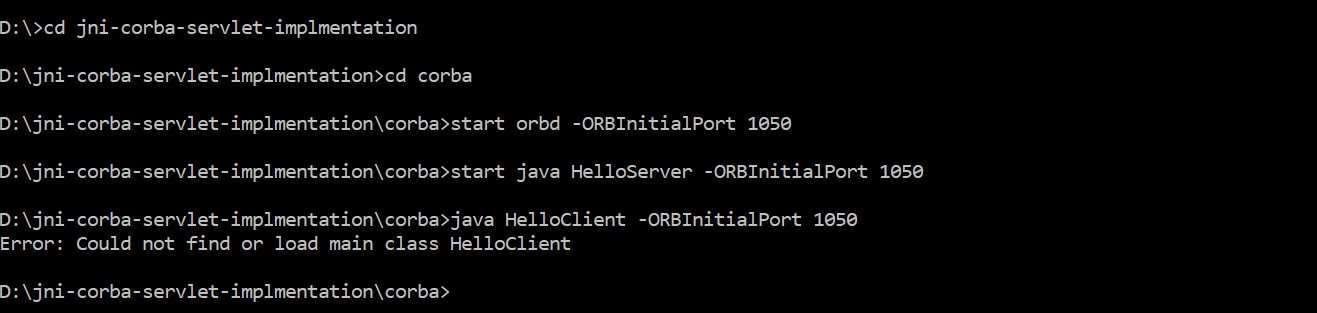 D:\>cd jni-corba-servlet-implmentation
D:\jni-corba-servlet-implmentation>cd corba
D:\jni-corba-servlet-implmentation\corba>start orbd -ORBInitialPort 1050
D:\jni-corba-servlet-implmentation\corba>start java HelloServer -ORBInitialPort 1050
D:\jni-corba-servlet-implmentation\corba>java HelloClient -ORBInitialPort 1050
Error: Could not find or load main class HelloClient
D:\jni-corba-servlet-implmentation\corba>